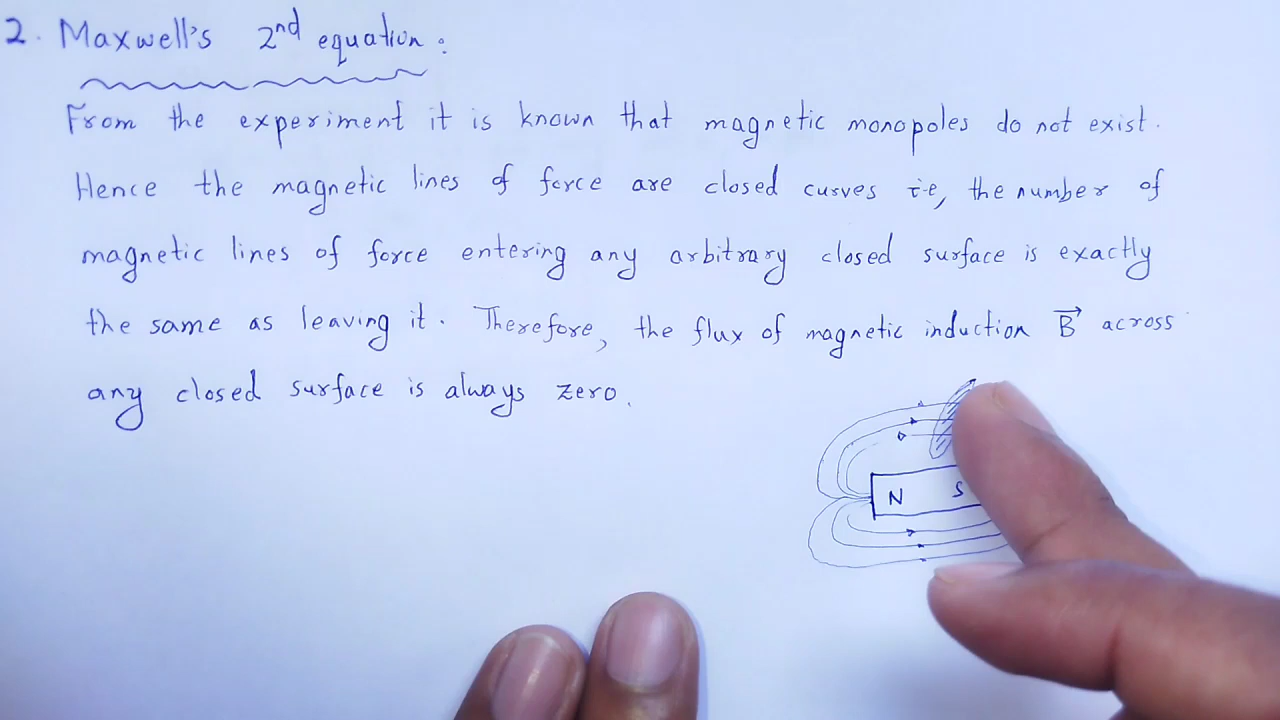 2. Maxwell's 2nd equation :
From the experiment it is known that magnetic monopoles do not exist.
Hence the magnetic lines of force are closed curves i.e, the number of
magnetic lines of force entering any arbitrary closed surface is exactly
the same as leaving it. Therefore, the flux of magnetic induction B⃗ across
any closed surface is always zero.
N S